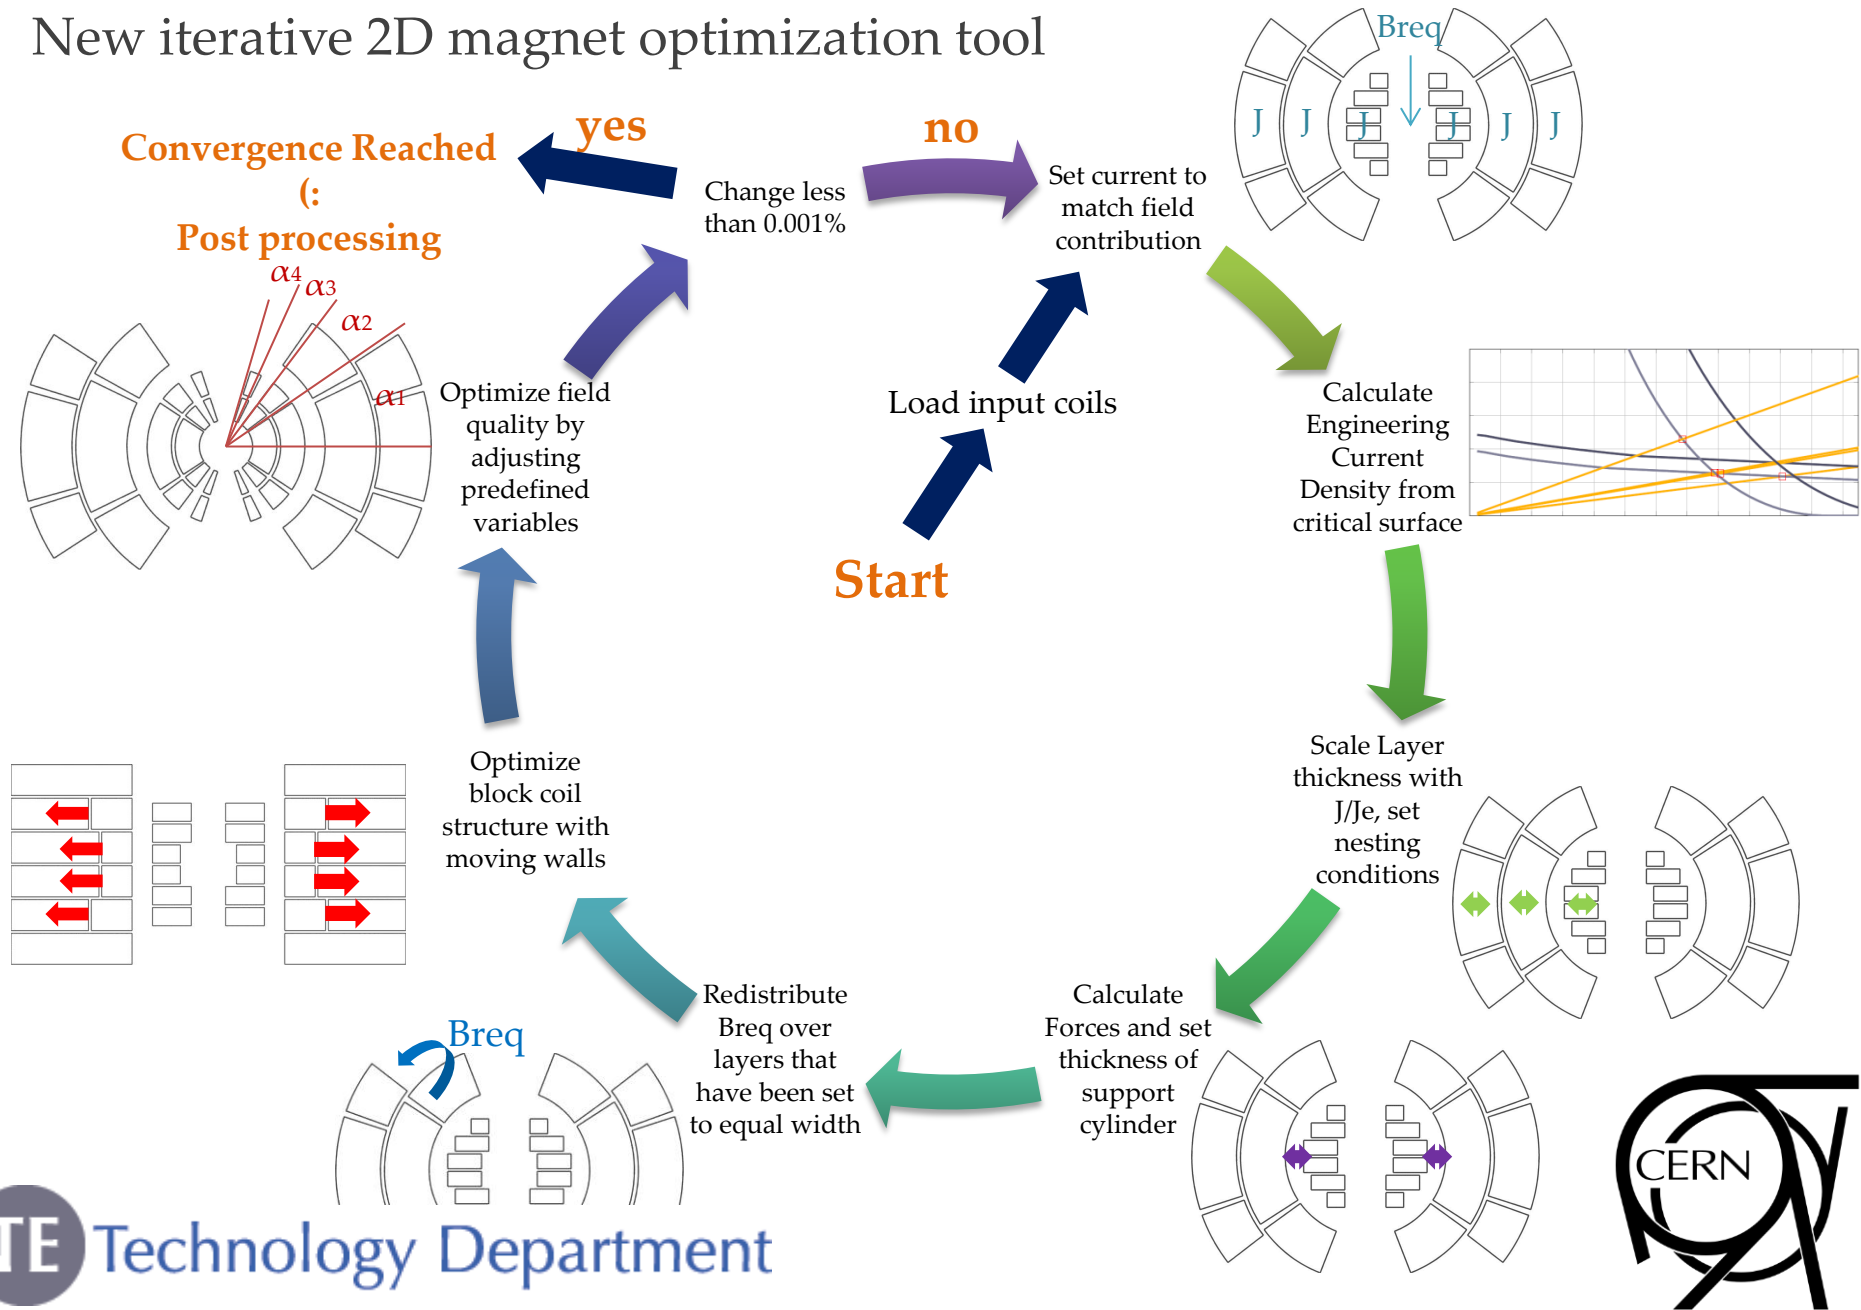 New iterative 2D magnet optimization tool
Breq
J
J
J
J
J
J
yes
no
Convergence Reached
(:
Post processing
Change less
than 0.001%
Set current to
match field
contribution
α4
α3
α2
α1
Optimize field
quality by
adjusting
predefined
variables
Load input coils
Start
Calculate
Engineering
Current
Density from
critical surface
Optimize
block coil
structure with
moving walls
Scale Layer
thickness with
J/Je, set
nesting
conditions
Breq
Redistribute
Breq over
layers that
have been set
to equal width
Calculate
Forces and set
thickness of
support
cylinder
CERN
TE Technology Department